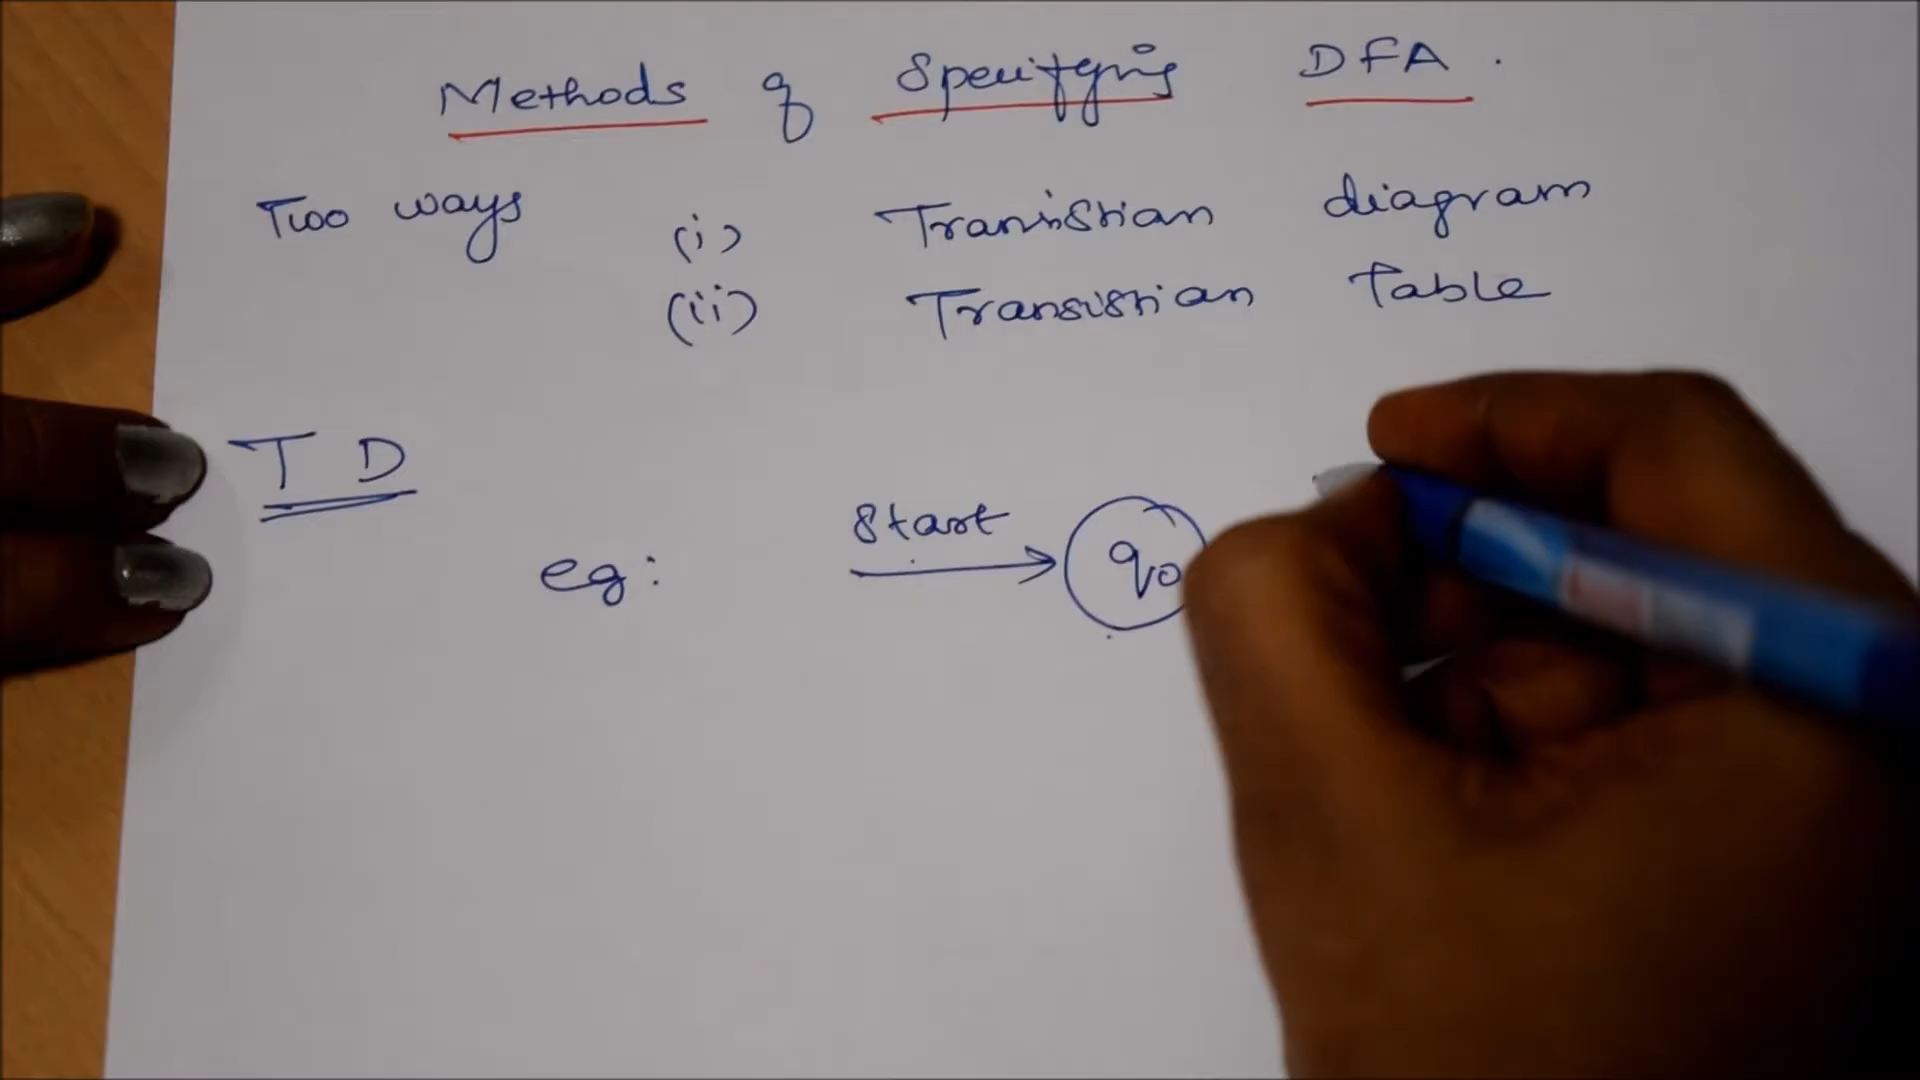 Methods of Specifying DFA.
Two ways (i) Transistian diagram
(ii) Transistian Table
T D
eg: Start q0